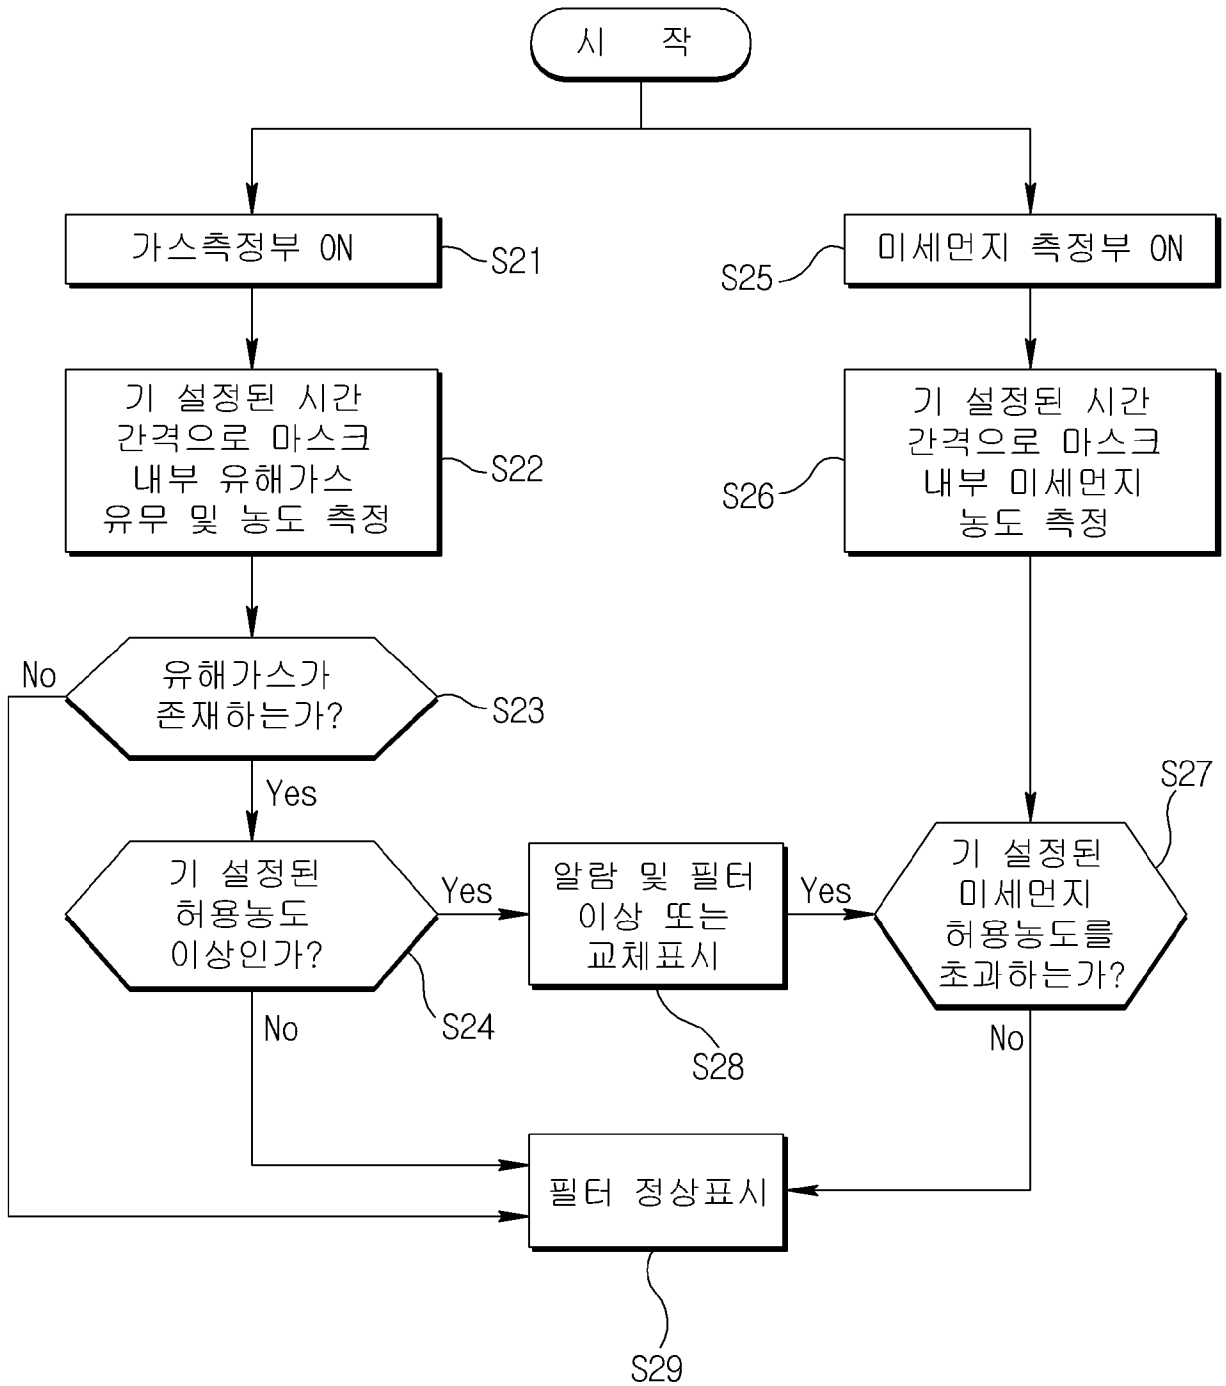 시 작
가스측정부 ON
S21
미세먼지 측정부 ON
S25
기 설정된 시간
간격으로 마스크
내부 유해가스
유무 및 농도 측정
S22
기 설정된 시간
간격으로 마스크
내부 미세먼지
농도 측정
S26
No
유해가스가
존재하는가?
S23
Yes
기 설정된
허용농도
이상인가?
S24
Yes
No
알람 및 필터
이상 또는
교체표시
S28
Yes
기 설정된
미세먼지
허용농도를
초과하는가?
S27
No
필터 정상표시
S29